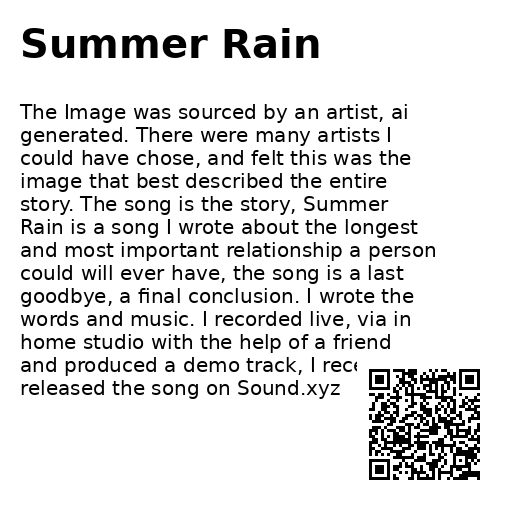 Summer Rain
The Image was sourced by an artist, ai
generated. There were many artists I
could have chose, and felt this was the
image that best described the entire
story. The song is the story, Summer
Rain is a song I wrote about the longest
and most important relationship a person
could will ever have, the song is a last
goodbye, a final conclusion. I wrote the
words and music. I recorded live, via in
home studio with the help of a friend
and produced a demo track, I
released the song on Sound.xyz